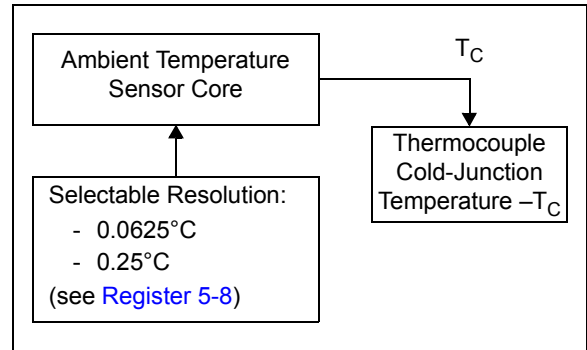 Ambient Temperature
Sensor Core
T_C
Thermocouple
Cold-Junction
Temperature –T_C
Selectable Resolution:
- 0.0625°C
- 0.25°C
(see Register 5-8)